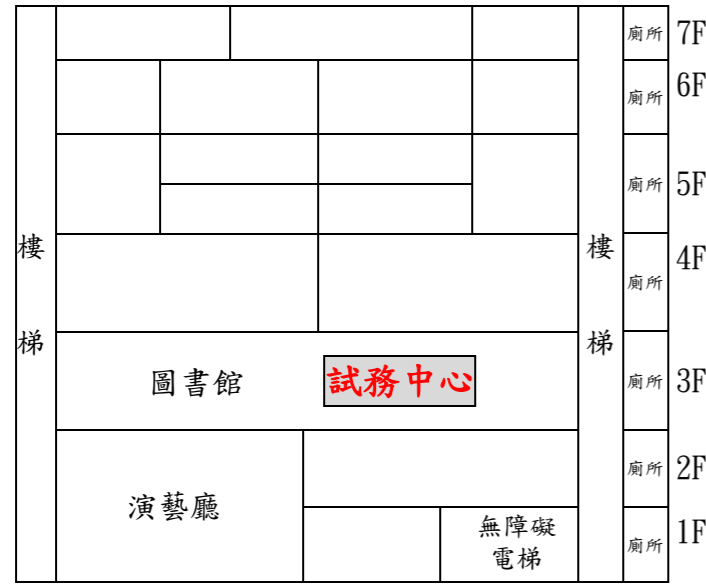 廁所 7F
廁所 6F
廁所 5F
樓梯
樓梯
廁所 4F
圖書館 試務中心 廁所 3F
廁所 2F
演藝廳
無障礙
電梯
廁所 1F